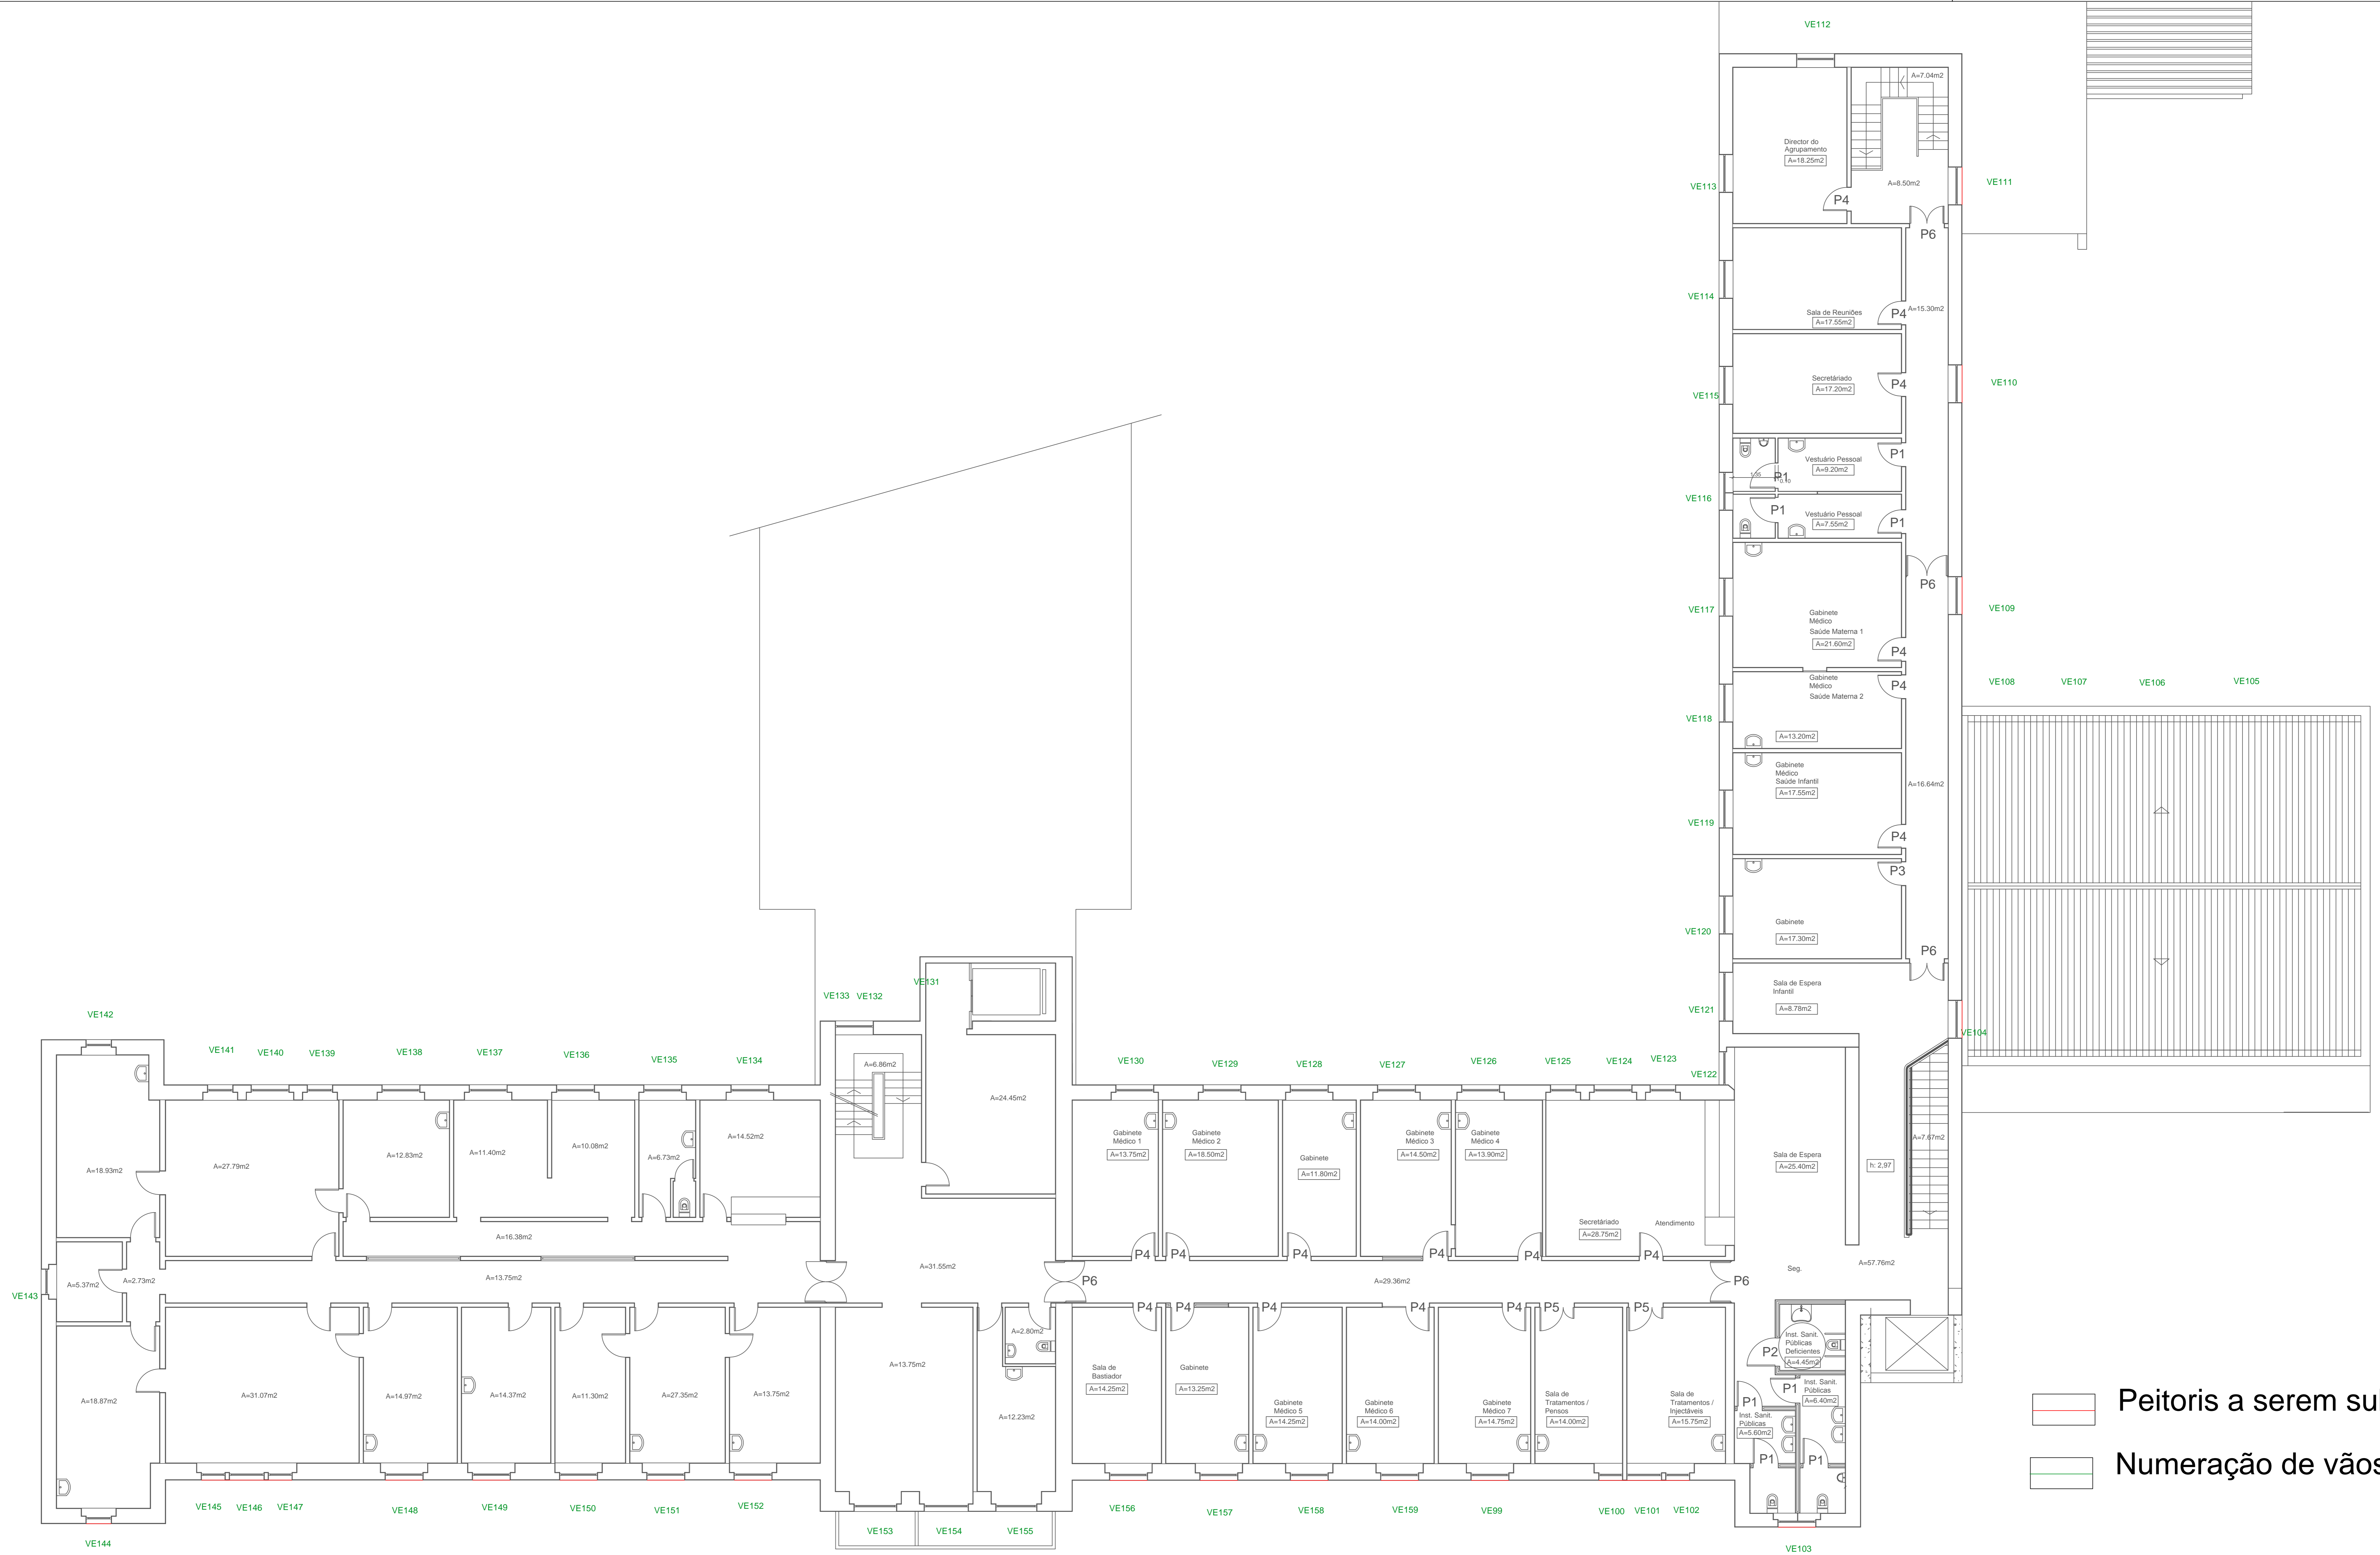 VE112
A=7.04m2
Director do
Agrupamento
A=18.25m2
VE113
P4
A=8.50m2
VE111
P6
VE114
Sala de Reuniões
A=17.55m2
P4
A=15.30m2
Secretáriado
A=17.20m2
P4
VE115
VE110
Vestuário Pessoal
A=9.20m2
P1
1.35
P1
0.10
VE116
P1
Vestuário Pessoal
A=7.55m2
P1
P6
VE117
Gabinete
Médico
Saúde Materna 1
A=21.60m2
P4
VE109
Gabinete
Médico
Saúde Materna 2
P4
A=13.20m2
VE118
VE108
VE107
VE106
VE105
Gabinete
Médico
Saúde Infantil
A=17.55m2
A=16.64m2
VE119
P4
P3
Gabinete
A=17.30m2
VE120
P6
Sala de Espera
Infantil
A=8.78m2
VE121
VE104
VE131
VE133
VE132
VE142
VE141
VE140
VE139
VE138
VE137
VE136
VE135
VE134
VE130
VE129
VE128
VE127
VE126
VE125
VE124
VE123
VE122
A=6.86m2
A=24.45m2
A=18.93m2
A=27.79m2
A=12.83m2
A=11.40m2
A=10.08m2
A=6.73m2
A=14.52m2
Gabinete
Médico 1
A=13.75m2
Gabinete
Médico 2
A=18.50m2
Gabinete
A=11.80m2
Gabinete
Médico 3
A=14.50m2
Gabinete
Médico 4
A=13.90m2
Secretáriado
A=28.75m2
Atendimento
Sala de Espera
A=25.40m2
h: 2,97
A=7.67m2
A=16.38m2
P4
P4
P4
P4
P4
P4
A=5.37m2
A=2.73m2
A=13.75m2
A=31.55m2
P6
A=29.36m2
P6
Seg.
A=57.76m2
VE143
P4
P4
P4
P4
P4
P5
P5
A=18.87m2
A=31.07m2
A=14.97m2
A=14.37m2
A=11.30m2
A=27.35m2
A=13.75m2
A=13.75m2
A=2.80m2
A=12.23m2
Sala de
Bastiador
A=14.25m2
Gabinete
A=13.25m2
Gabinete
Médico 5
A=14.25m2
Gabinete
Médico 6
A=14.00m2
Gabinete
Médico 7
A=14.75m2
Sala de
Tratamentos /
Pensos
A=14.00m2
Sala de
Tratamentos /
Injectáveis
A=15.75m2
P2
Inst. Sanit.
Públicas
Deficientes
A=4.45m2
P1
P1
Inst. Sanit.
Públicas
A=6.40m2
Inst. Sanit.
Públicas
A=5.60m2
P1
P1
Peitoris a serem su
Numeração de vãos
VE145
VE146
VE147
VE148
VE149
VE150
VE151
VE152
VE153
VE154
VE155
VE156
VE157
VE158
VE159
VE99
VE100
VE101
VE102
VE144
VE103